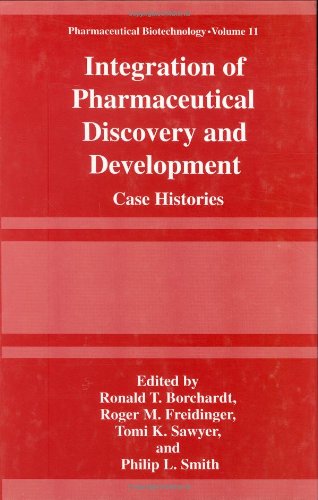 Pharmaceutical Biotechnology • Volume 11
Integration of
Pharmaceutical
Discovery and
Development
Case Histories
Edited by
Ronald T. Borchardt,
Roger M. Freidinger,
Tomi K. Sawyer,
and
Philip L. Smith